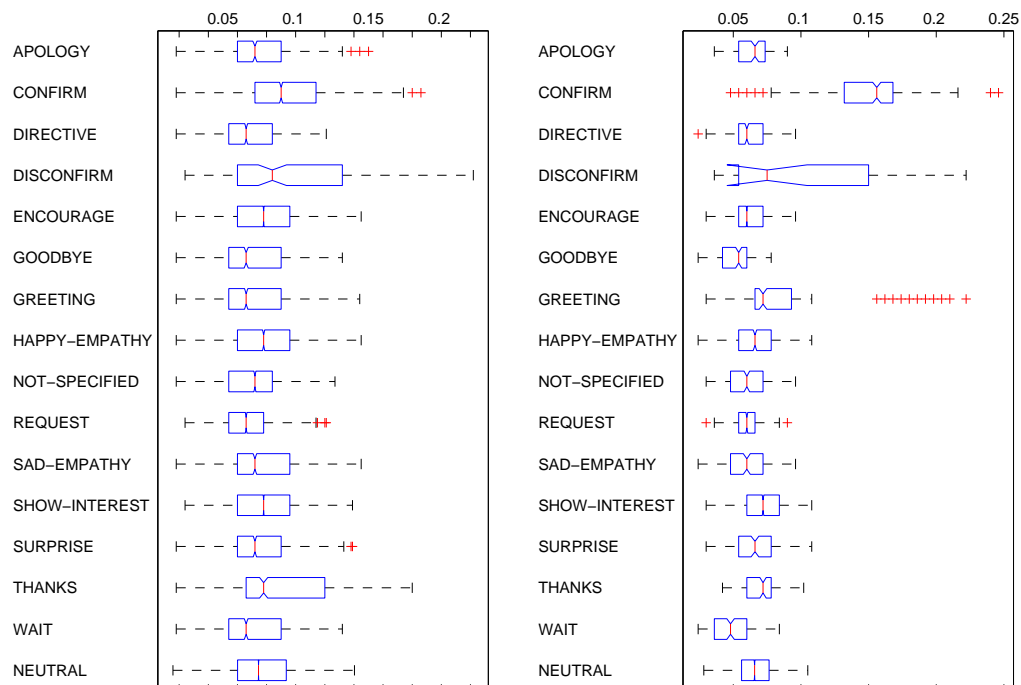 0.05 0.1 0.15 0.2
APOLOGY
CONFIRM
DIRECTIVE
DISCONFIRM
ENCOURAGE
GOODBYE
GREETING
HAPPY−EMPATHY
NOT−SPECIFIED
REQUEST
SAD−EMPATHY
SHOW−INTEREST
SURPRISE
THANKS
WAIT
NEUTRAL
0.05 0.1 0.15 0.2 0.25
APOLOGY
CONFIRM
DIRECTIVE
DISCONFIRM
ENCOURAGE
GOODBYE
GREETING
HAPPY−EMPATHY
NOT−SPECIFIED
REQUEST
SAD−EMPATHY
SHOW−INTEREST
SURPRISE
THANKS
WAIT
NEUTRAL